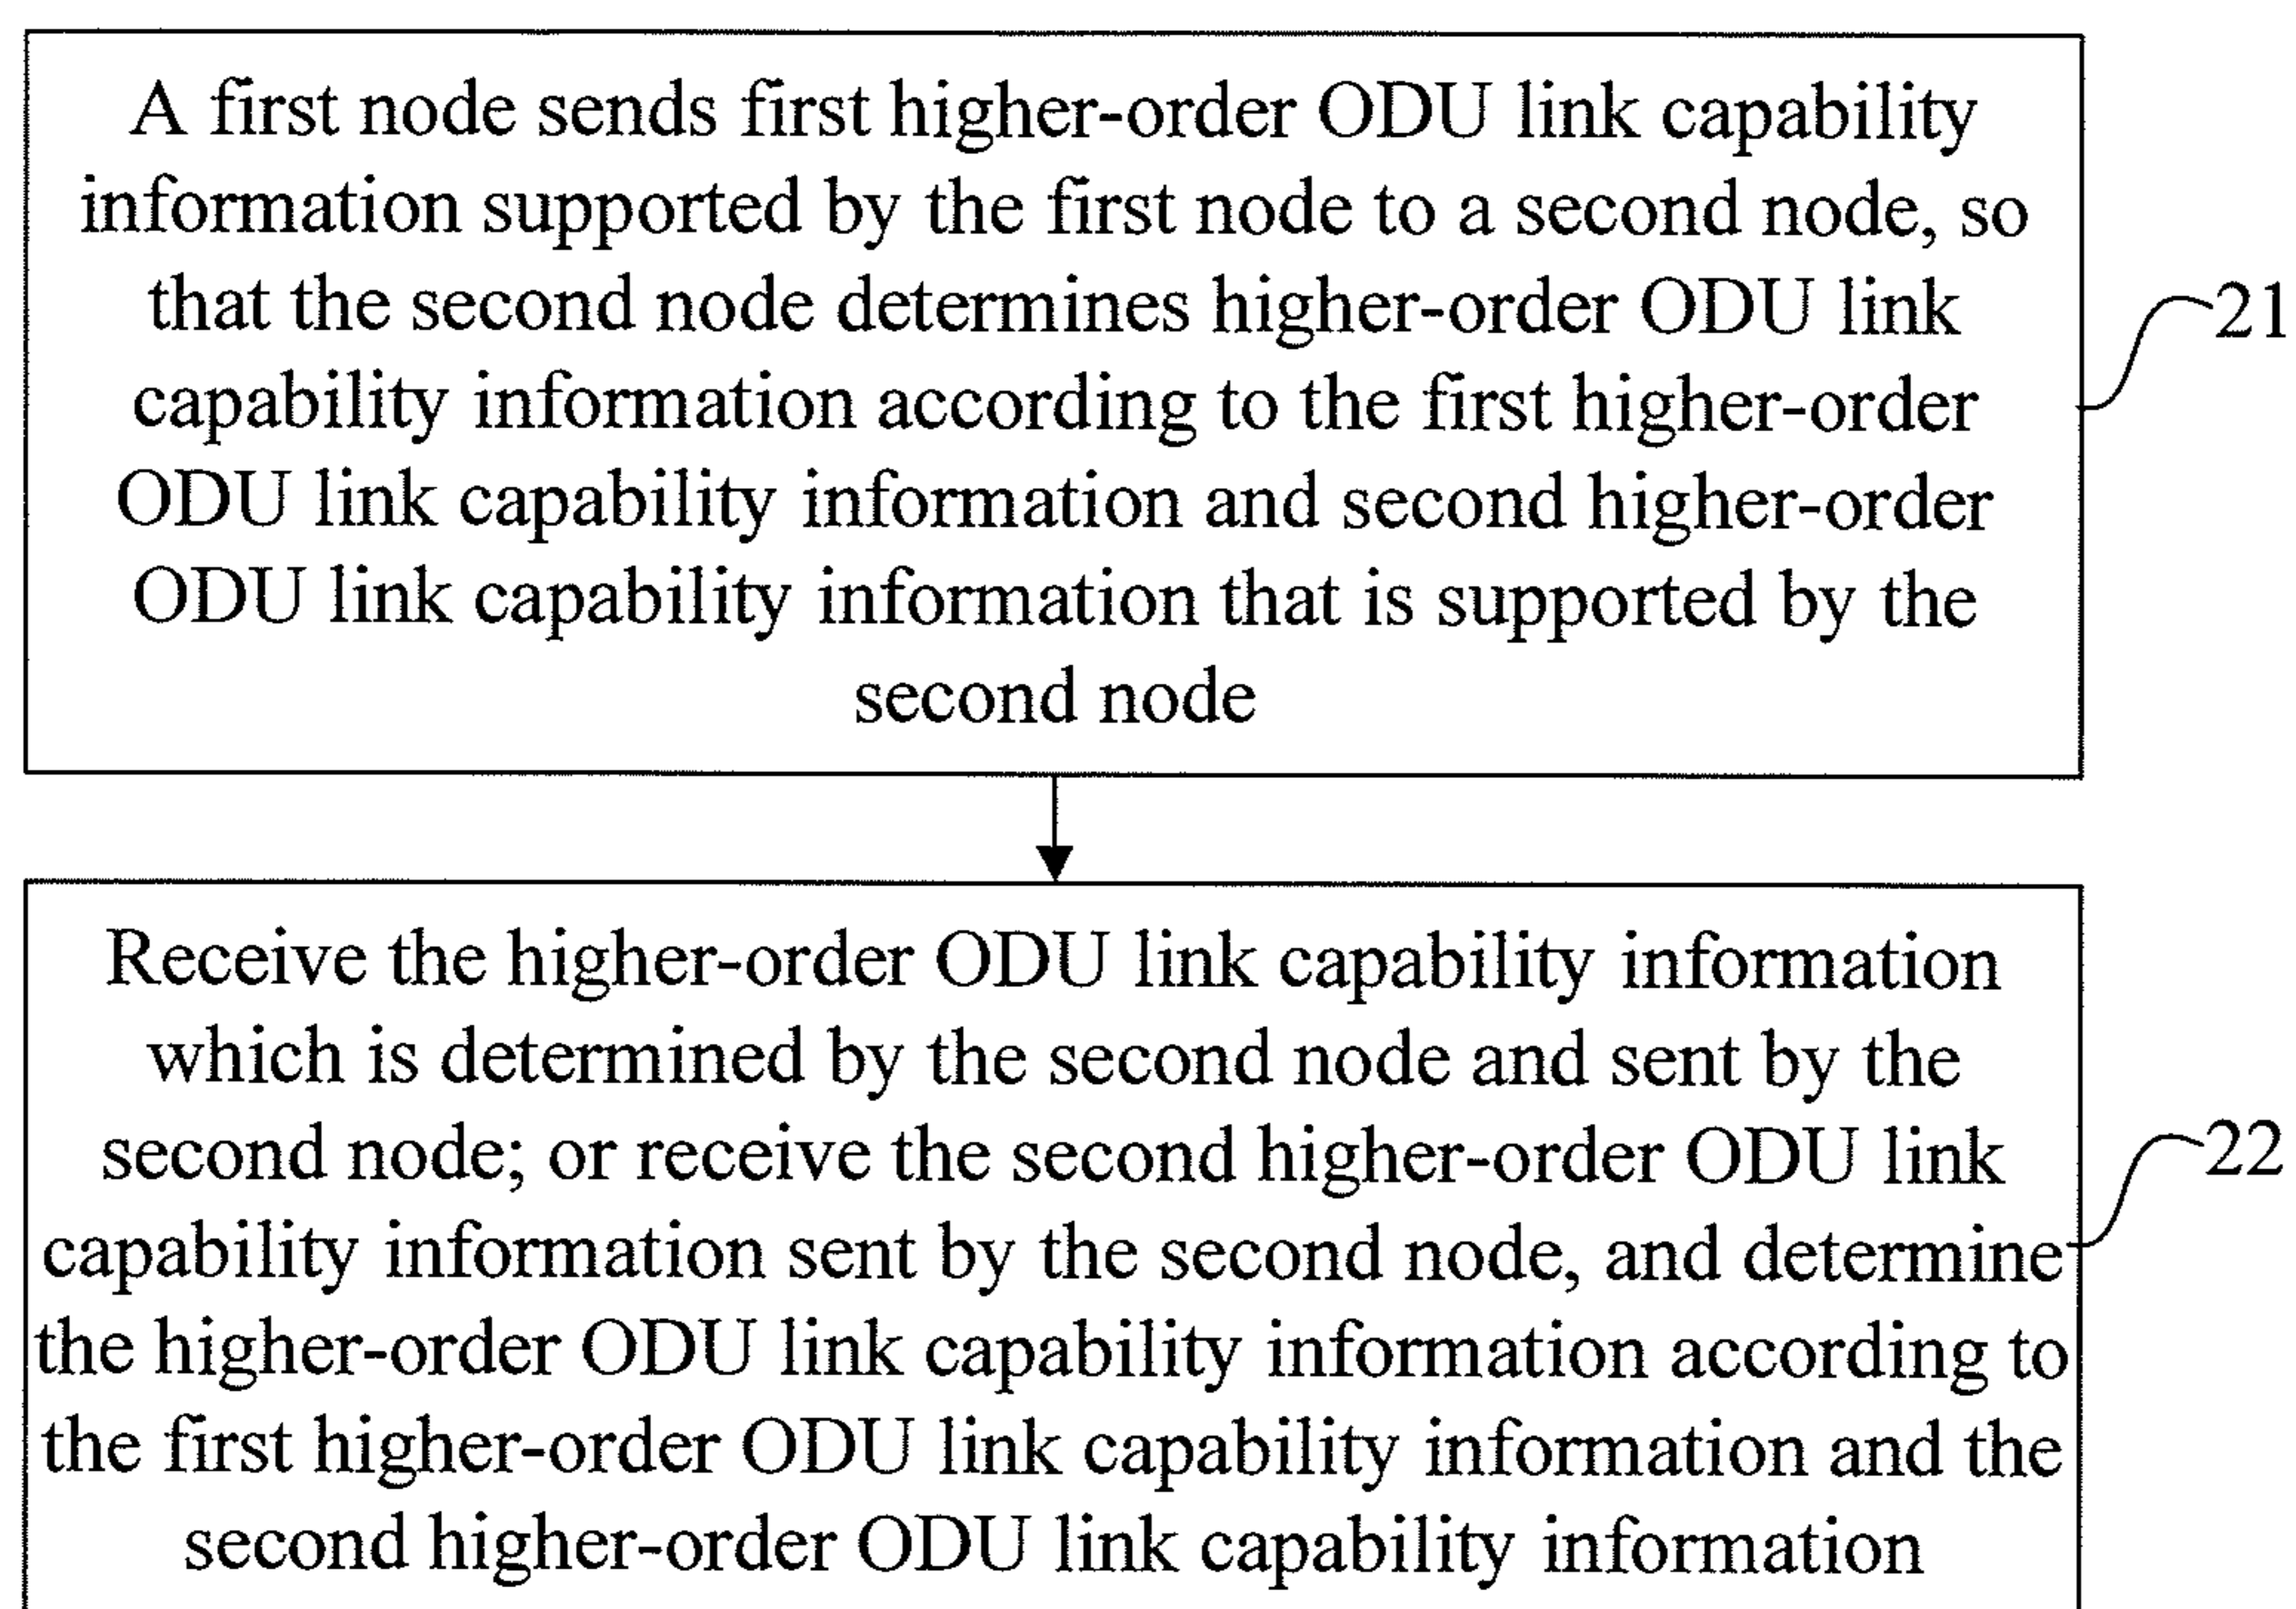 A first node sends first higher-order ODU link capability
information supported by the first node to a second node, so
that the second node determines higher-order ODU link
capability information according to the first higher-order
ODU link capability information and second higher-order
ODU link capability information that is supported by the
second node
21
Receive the higher-order ODU link capability information
which is determined by the second node and sent by the
second node; or receive the second higher-order ODU link
capability information sent by the second node, and determine
the higher-order ODU link capability information according to
the first higher-order ODU link capability information and the
second higher-order ODU link capability information
22